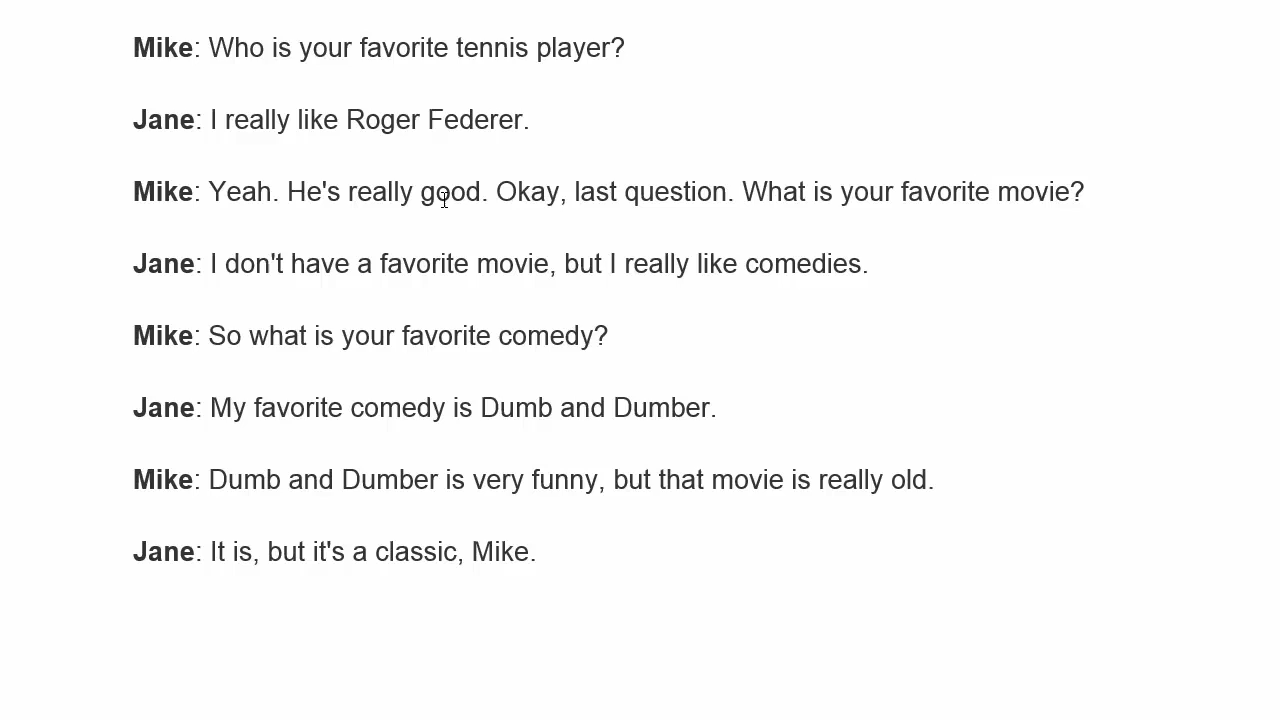 Mike: Who is your favorite tennis player?
Jane: I really like Roger Federer.
Mike: Yeah. He's really good. Okay, last question. What is your favorite movie?
Jane: I don't have a favorite movie, but I really like comedies.
Mike: So what is your favorite comedy?
Jane: My favorite comedy is Dumb and Dumber.
Mike: Dumb and Dumber is very funny, but that movie is really old.
Jane: It is, but it's a classic, Mike.